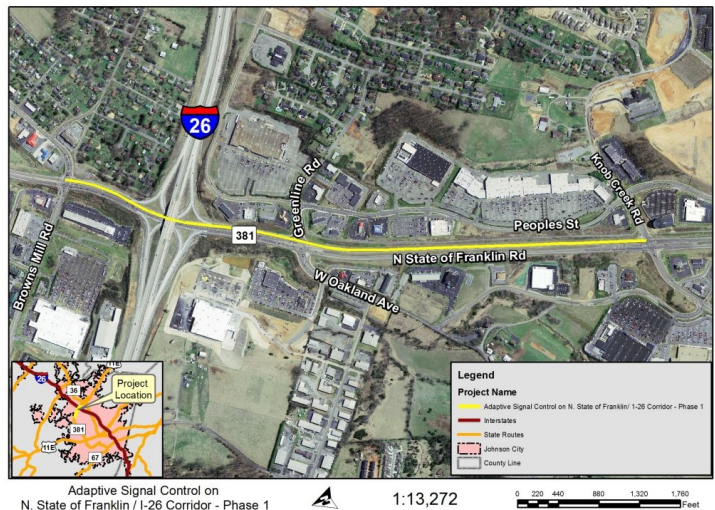 26
Greenline Rd
Knob Creek Rd
Peoples St
381
N State of Franklin Rd
Browns Mill Rd
W Oakland Ave
11E
26
36
Project
Location
381
11E
67
Legend
Project Name
Adaptive Signal Control on N. State of Franklin/ 1-26 Corridor - Phase 1
Interstates
State Routes
Johnson City
County Line
Adaptive Signal Control on
N. State of Franklin / I-26 Corridor - Phase 1
1:13,272
0 220 440 880 1,320 1,760
Feet